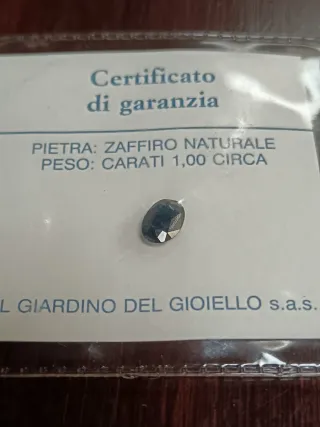 Certificato
di garanzia
PIETRA: ZAFFIRO NATURALE
PESO: CARATI 1,00 CIRCA
L GIARDINO DEL GIOIELLO s.a.s.